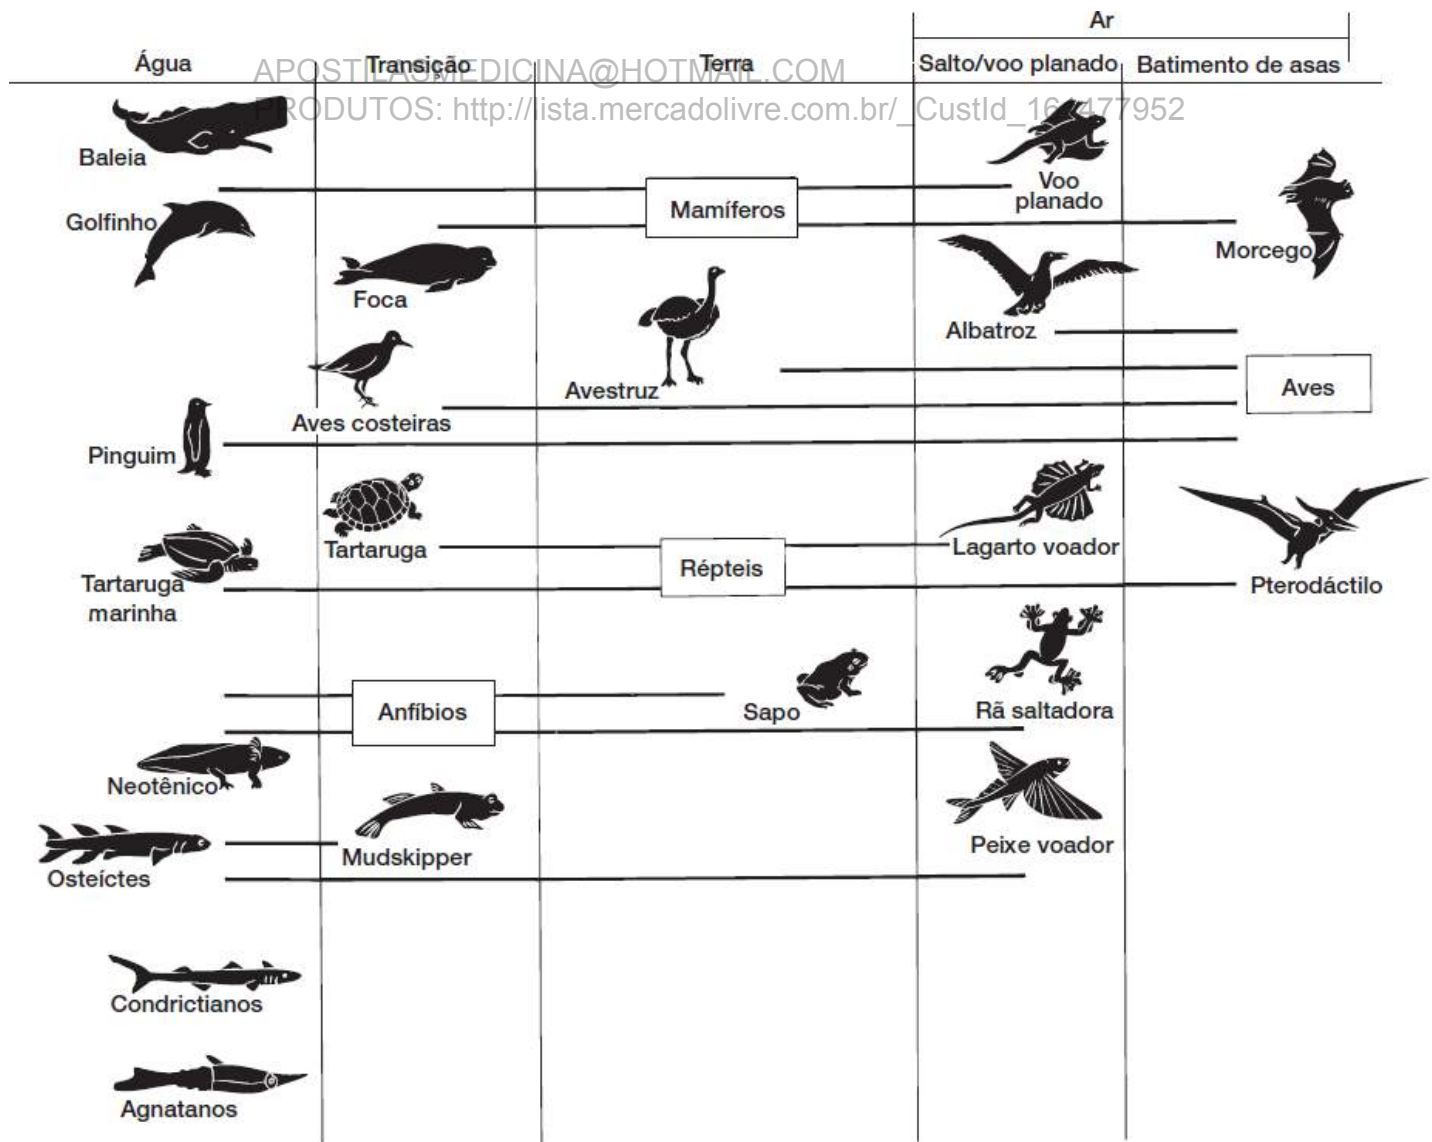 Ar
Água
Transição
Terra
Salto/voo planado
Batimento de asas
APOSTILASMEDICINA@HOTMAIL.COM
PRODUTOS: http://lista.mercadolivre.com.br/_CustId_
Baleia
Voo
planado
Mamíferos
Golfinho
Morcego
Foca
Albatroz
Avestruz
Aves
Aves costeiras
Pinguim
Tartaruga
Lagarto voador
Répteis
Tartaruga
marinha
Pterodáctilo
Anfíbios
Sapo
Rã saltadora
Neotênico
Mudskipper
Peixe voador
Osteíctes
Condrictianos
Agnatanos